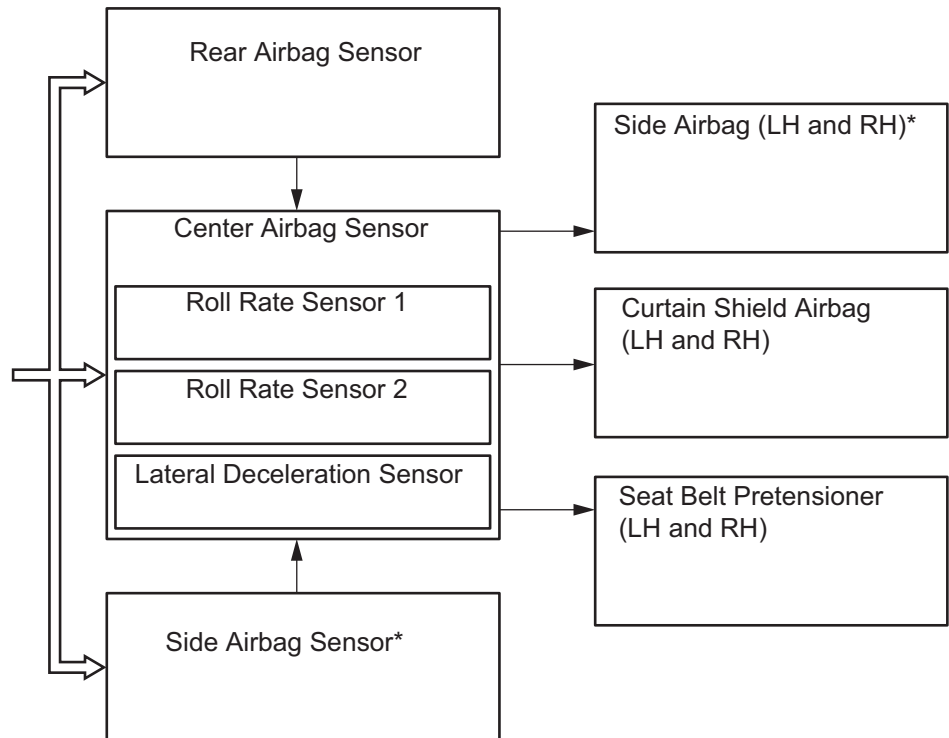 Rear Airbag Sensor
Side Airbag (LH and RH)*
Center Airbag Sensor
Roll Rate Sensor 1
Curtain Shield Airbag
(LH and RH)
Roll Rate Sensor 2
Lateral Deceleration Sensor
Seat Belt Pretensioner
(LH and RH)
Side Airbag Sensor*